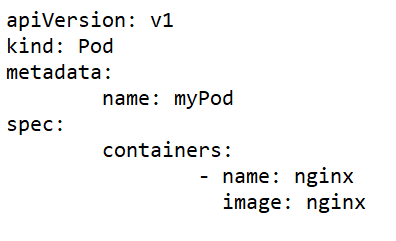 apiVersion: v1
kind: Pod
metadata:
        name: myPod
spec:
        containers:
                - name: nginx
                  image: nginx